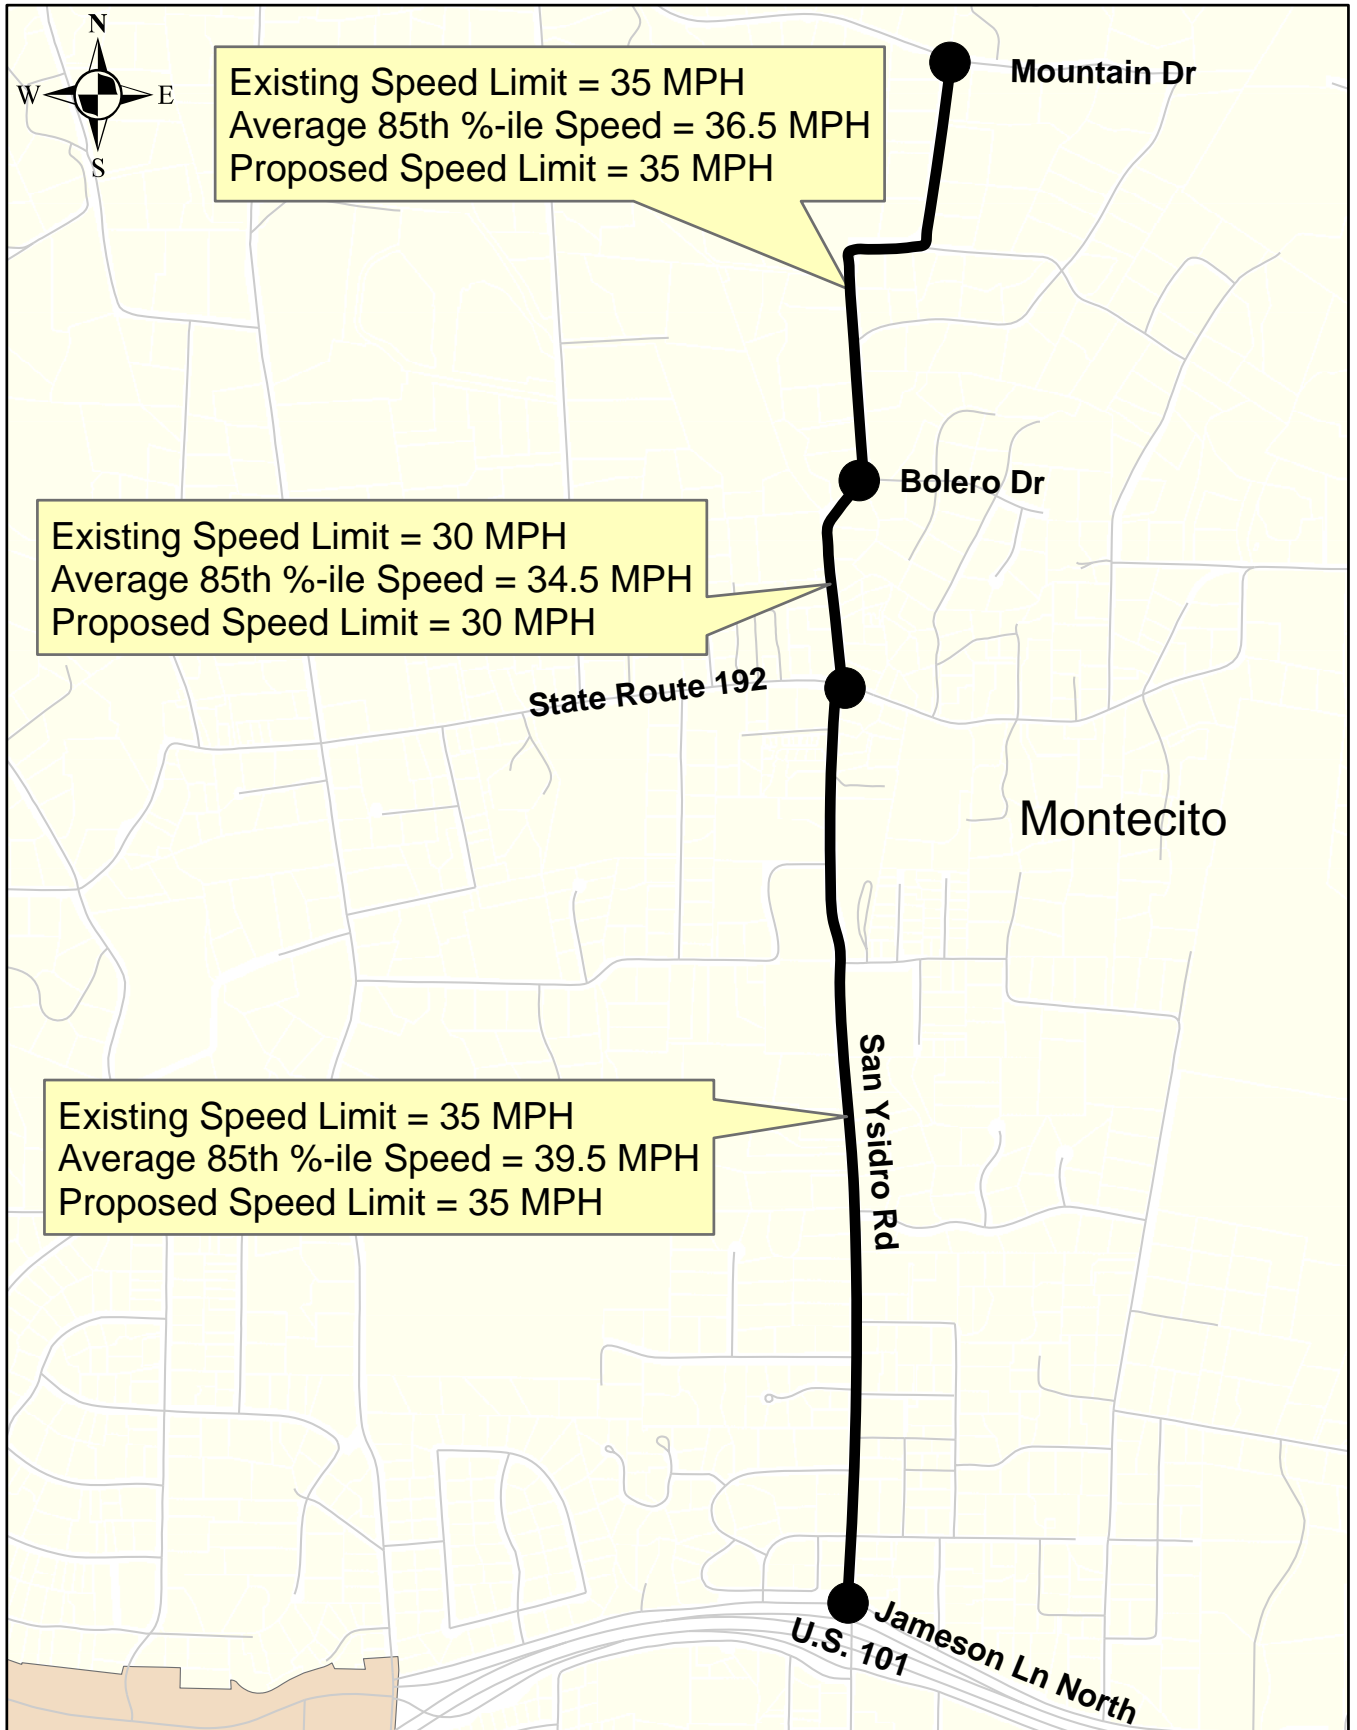 N
W E
S
Existing Speed Limit = 35 MPH
Average 85th %-ile Speed = 36.5 MPH
Proposed Speed Limit = 35 MPH
Mountain Dr
Bolero Dr
Existing Speed Limit = 30 MPH
Average 85th %-ile Speed = 34.5 MPH
Proposed Speed Limit = 30 MPH
State Route 192
Montecito
San Ysidro Rd
Existing Speed Limit = 35 MPH
Average 85th %-ile Speed = 39.5 MPH
Proposed Speed Limit = 35 MPH
Jameson Ln North
U.S. 101